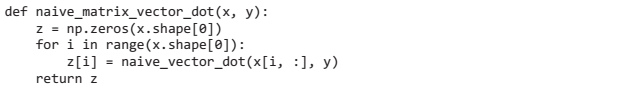 def naive_matrix_vector_dot(x, y):
    z = np.zeros(x.shape[0])
    for i in range(x.shape[0]):
        z[i] = naive_vector_dot(x[i, :], y)
    return z